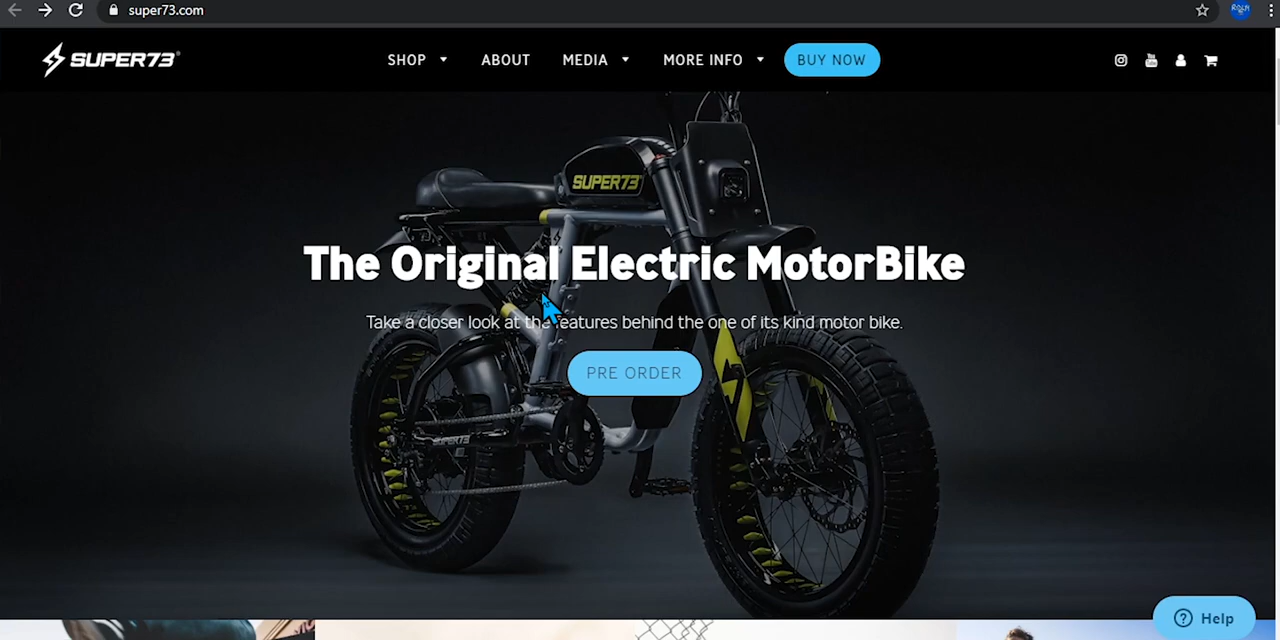 super73.com
SUPER73
SHOP
ABOUT
MEDIA
MORE INFO
BUY NOW
SUPER73
The Original Electric MotorBike
Take a closer look at the features behind the one of its kind motor bike.
PRE ORDER
SUPER73
Help